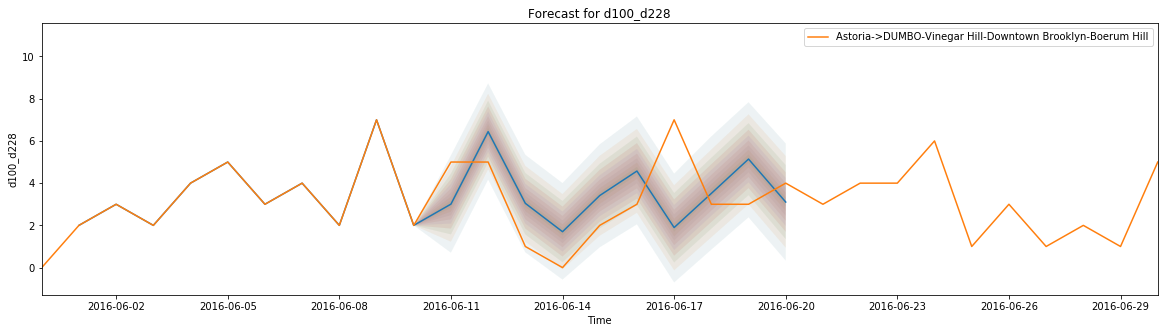 Forecast for d100_d228
Astoria->DUMBO-Vinegar Hill-Downtown Brooklyn-Boerum Hill
d100_d228
10
8
6
4
2
0
2016-06-02 2016-06-05 2016-06-08 2016-06-11 2016-06-14 2016-06-17 2016-06-20 2016-06-23 2016-06-26 2016-06-29
Time